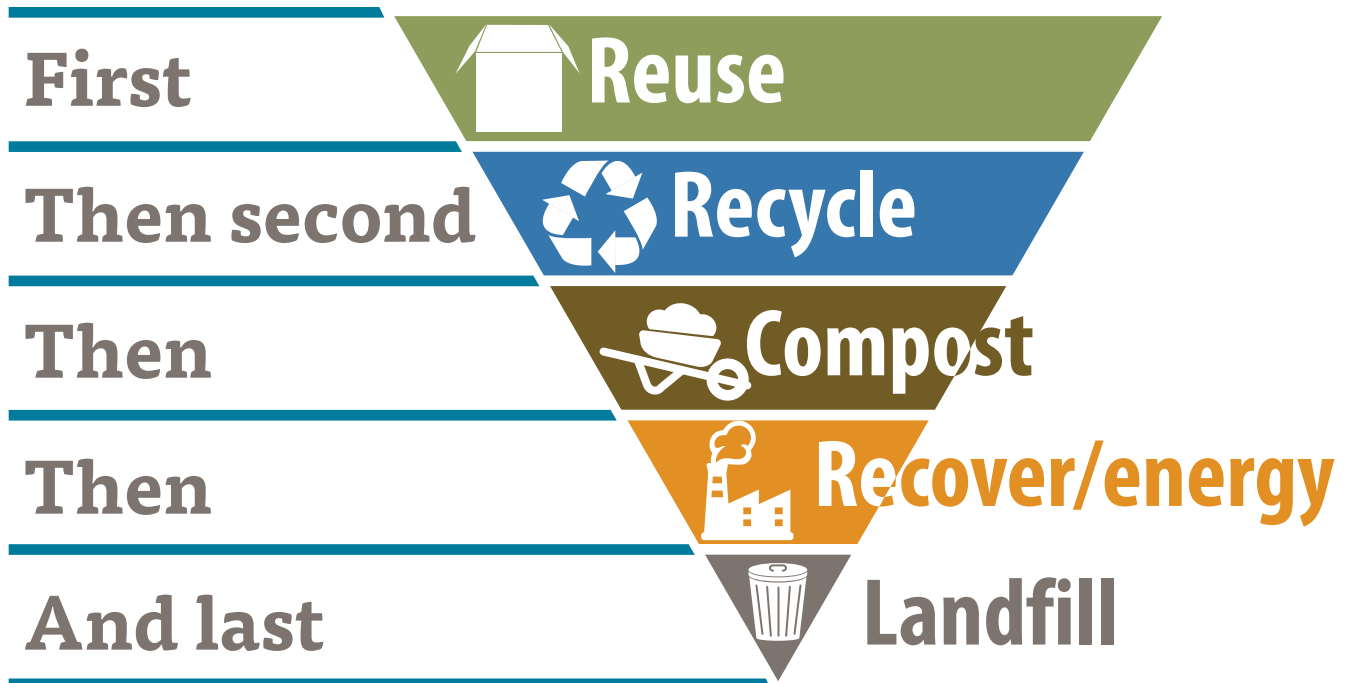 First
Reuse
Then second
Recycle
Then
Compost
Then
Recover/energy
And last
Landfill